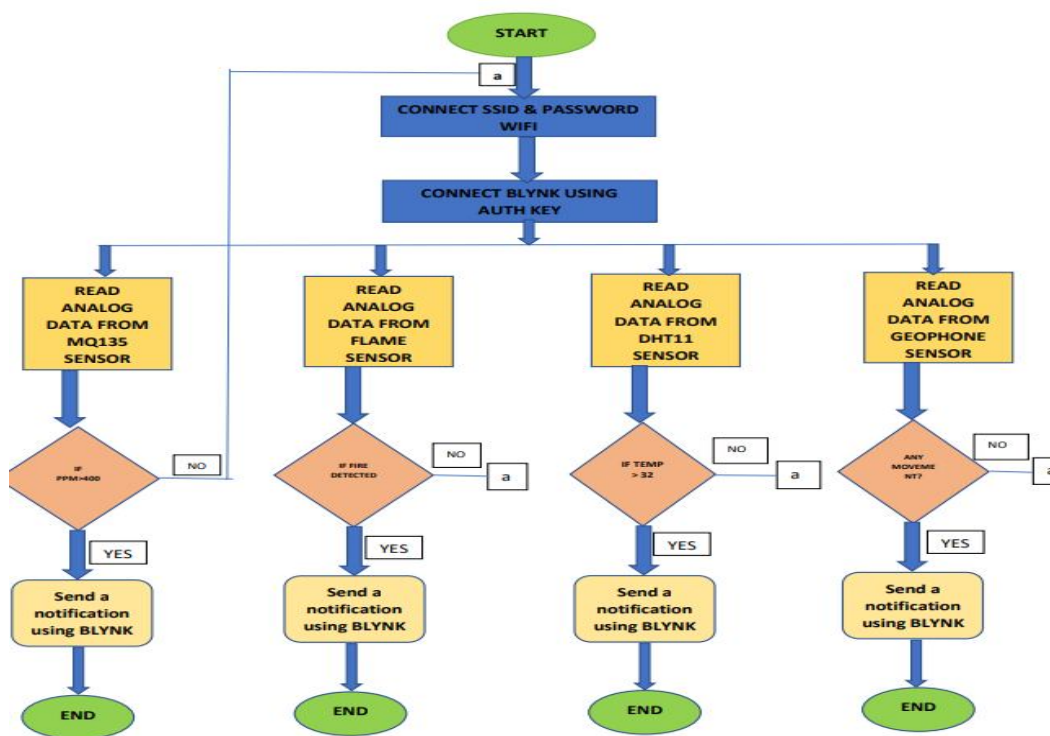 START
a
CONNECT SSID & PASSWORD
WIFI
CONNECT BLYNK USING
AUTH KEY
READ
ANALOG
DATA FROM
MQ135
SENSOR
READ
ANALOG
DATA FROM
FLAME
SENSOR
READ
ANALOG
DATA FROM
DHT11
SENSOR
READ
ANALOG
DATA FROM
GEOPHONE
SENSOR
IF
PPM>400
NO
IF FIRE
DETECTED
NO
a
IF TEMP
> 32
NO
a
ANY
MOVEME
NT?
NO
a
YES
YES
YES
YES
Send a
notification
using BLYNK
Send a
notification
using BLYNK
Send a
notification
using BLYNK
Send a
notification
using BLYNK
END
END
END
END